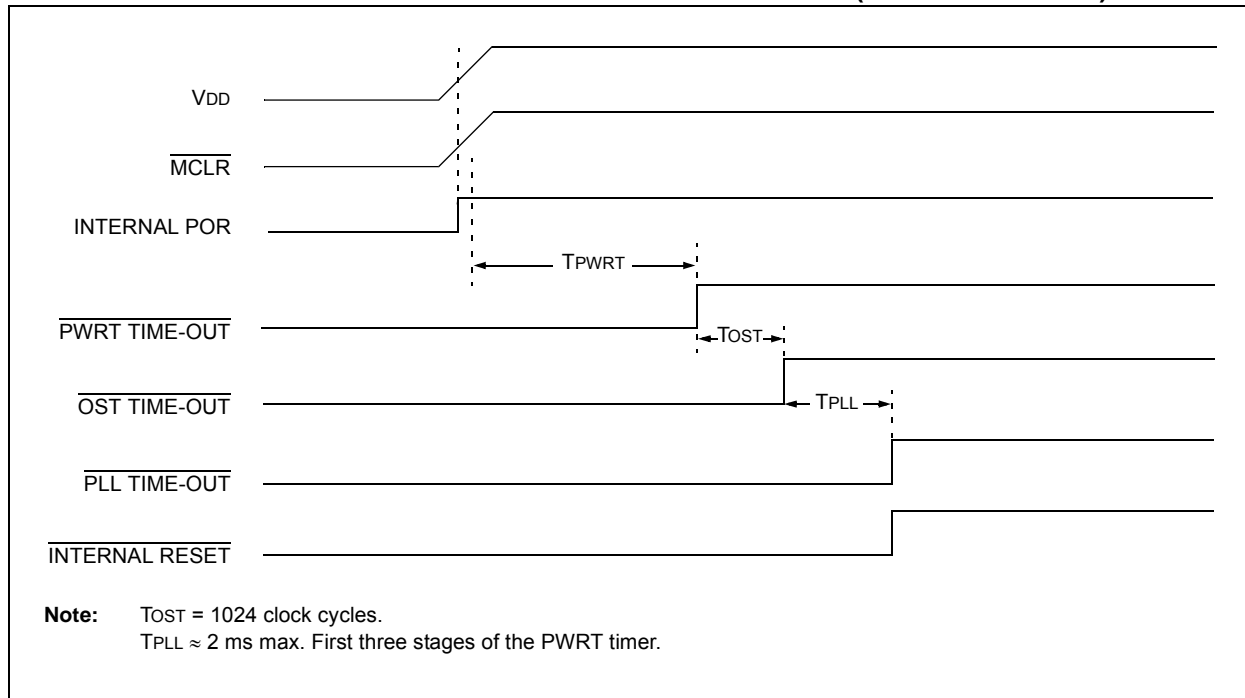 VDD
MCLR
INTERNAL POR
TPWRT
PWRT TIME-OUT
TOST
OST TIME-OUT
TPLL
PLL TIME-OUT
INTERNAL RESET
Note: TOST = 1024 clock cycles.
TPLL ≈ 2 ms max. First three stages of the PWRT timer.